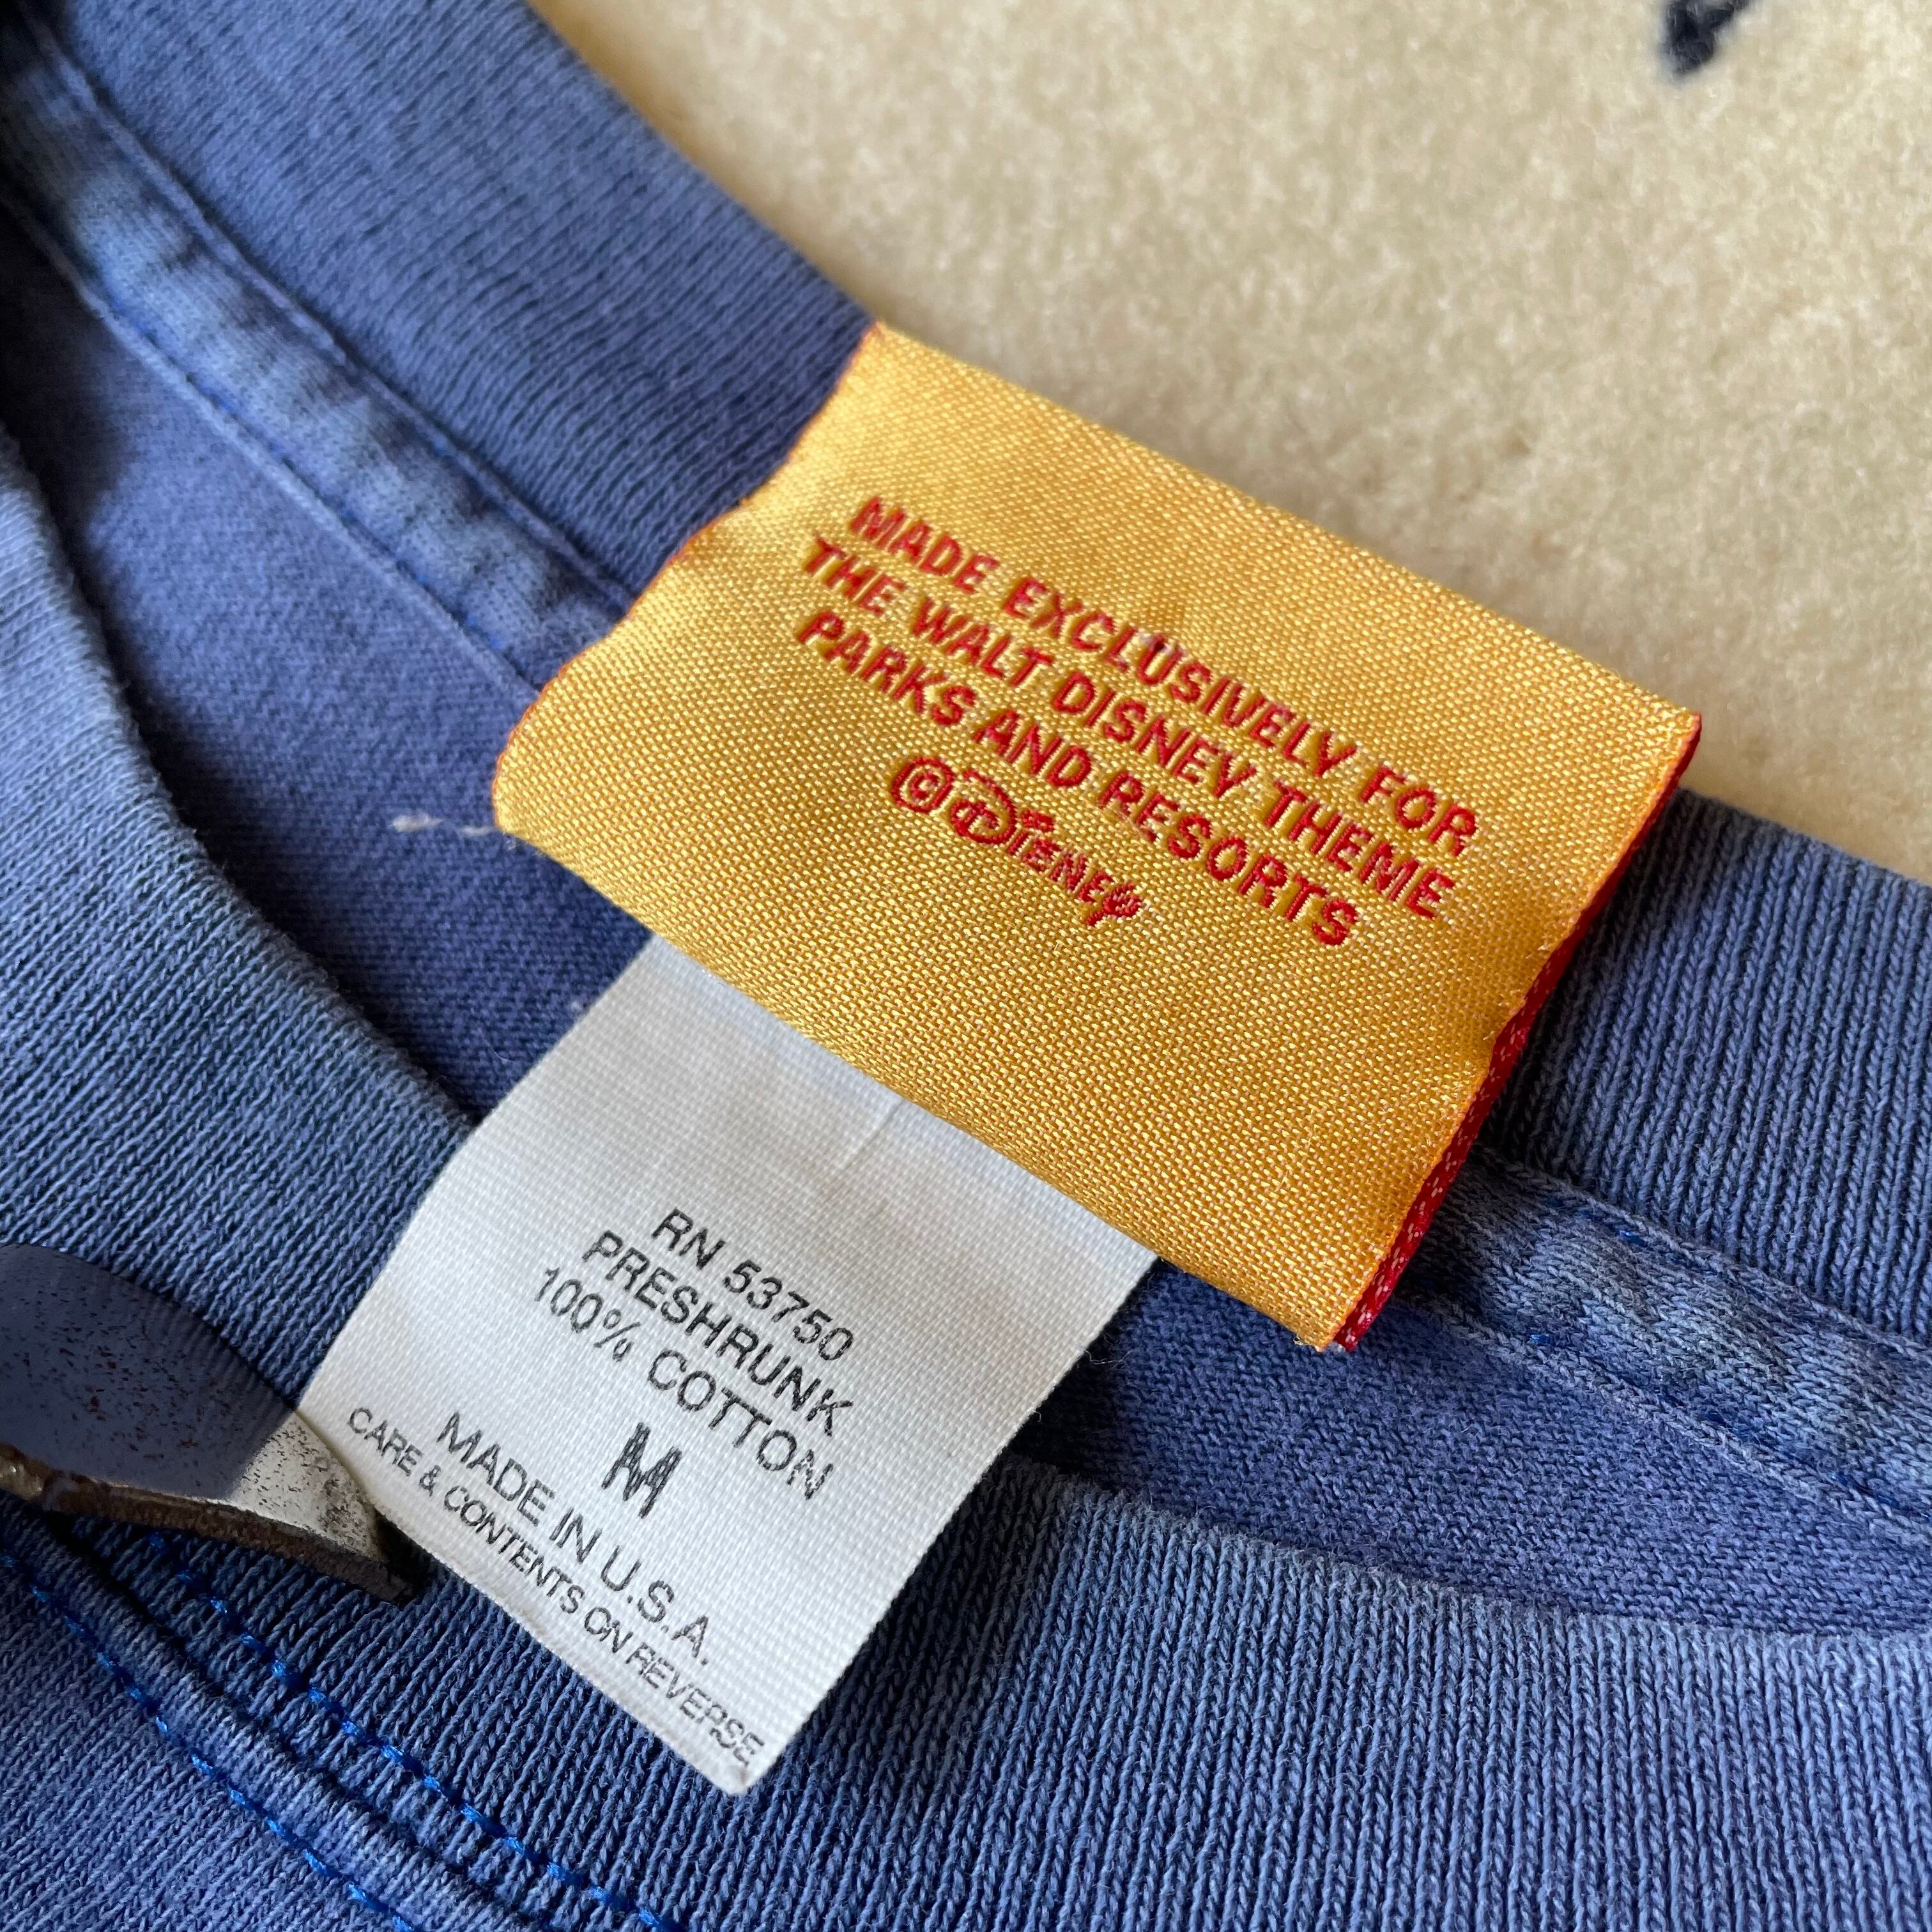 MADE EXCLUSIVELY FOR
THE WALT DISNEY THEME
PARKS AND RESORTS
© Disney
RN 53750
PRESHRUNK
100% COTTON
M
MADE IN U.S.A.
CARE & CONTENTS ON REVERSE